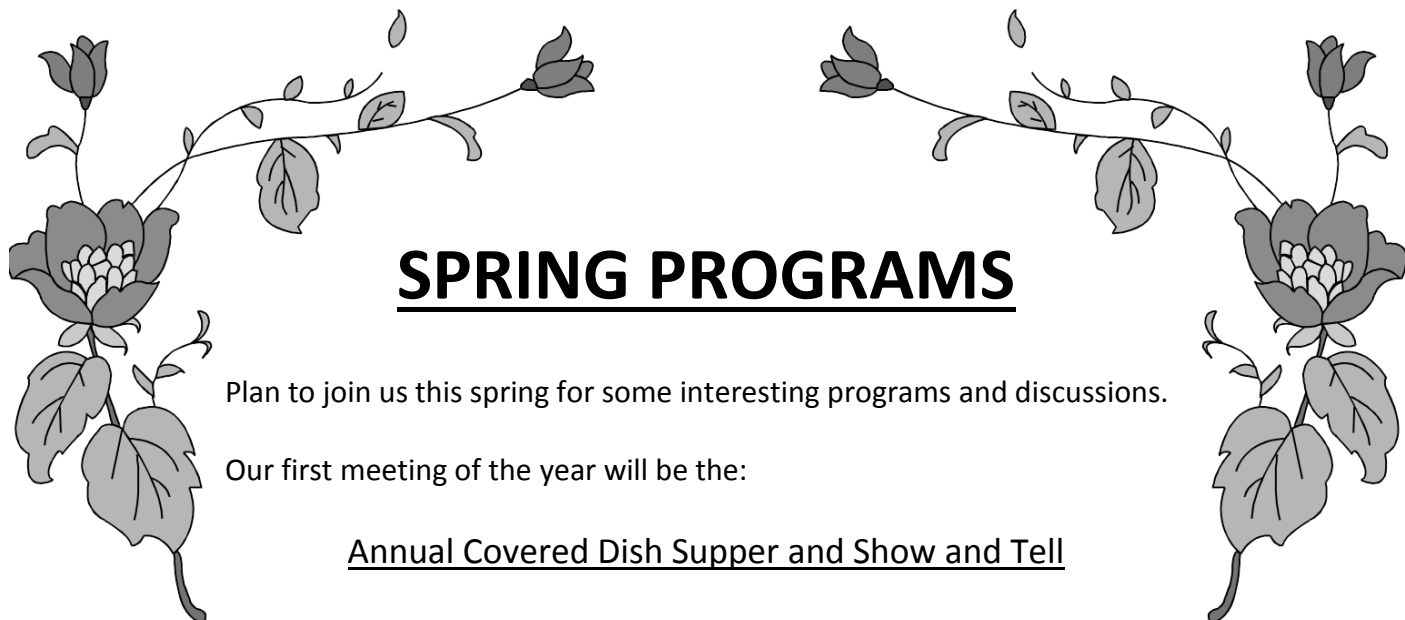 SPRING PROGRAMS
Plan to join us this spring for some interesting programs and discussions.
Our first meeting of the year will be the:
Annual Covered Dish Supper and Show and Tell